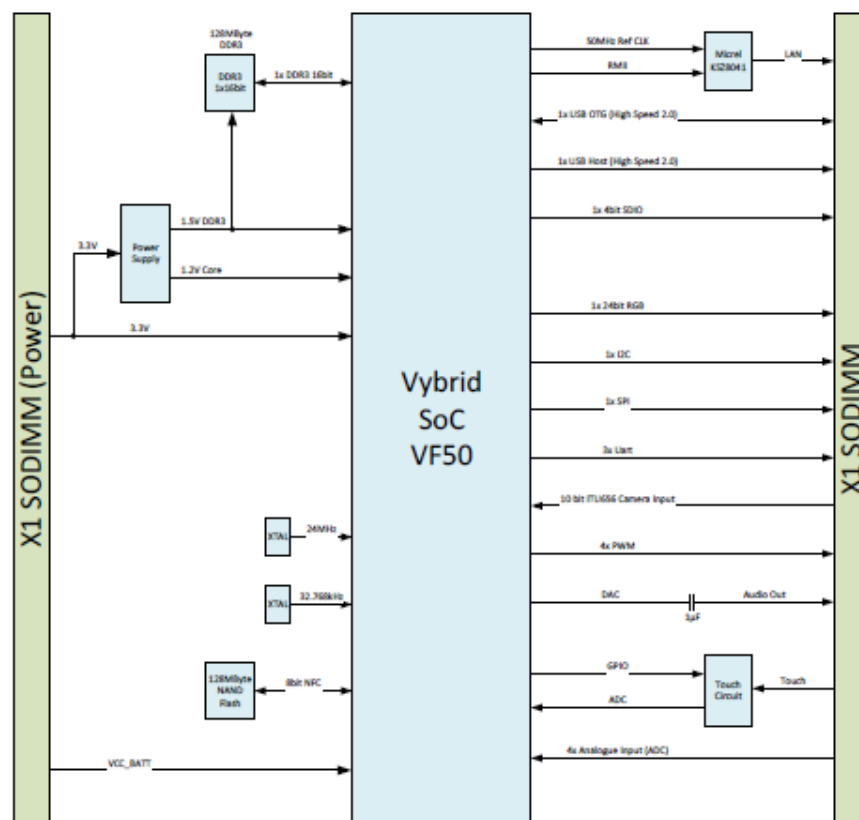 128MByte
DDR3
DDR3
1x16bit
1x DDR3 16bit
1.5V DDR3
3.3V
Power
Supply
1.2V Core
3.3V
X1 SODIMM (Power)
XTAL
24MHz
XTAL
32.768kHz
128MByte
NAND
Flash
8bit NFC
VCC_BATT
Vybrid
SoC
VF50
50MHz Ref CLK
RMII
Micrel
KSZ8041
LAN
1x USB OTG (High Speed 2.0)
1x USB Host (High Speed 2.0)
1x 4bit SDIO
1x 24bit RGB
1x I2C
1x SPI
3x Uart
10 bit ITU656 Camera Input
4x PWM
DAC
1µF
Audio Out
GPIO
ADC
Touch
Circuit
Touch
4x Analogue Input (ADC)
X1 SODIMM